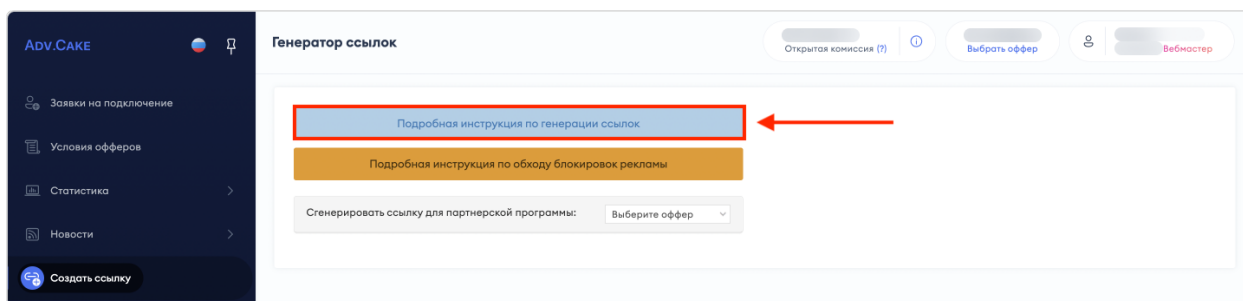 ADV.CAKE
Заявки на подключение
Условия офферов
Статистика
Новости
Создать ссылку
Генератор ссылок
Открытая комиссия (?)
Выбрать оффер
Вебмастер
Подробная инструкция по генерации ссылок
Подробная инструкция по обходу блокировок рекламы
Сгенерировать ссылку для партнерской программы: Выберите оффер